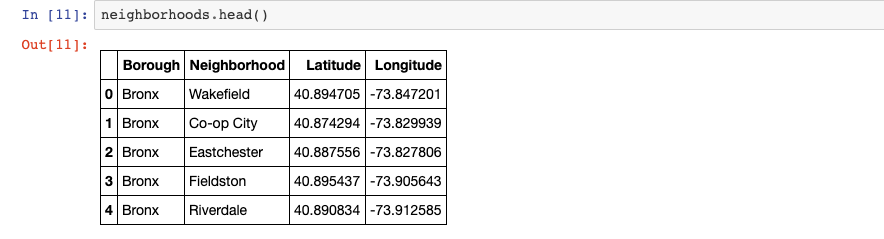 In [11]: neighborhoods.head()
Out[11]:
Borough Neighborhood Latitude Longitude
0 Bronx Wakefield 40.894705 -73.847201
1 Bronx Co-op City 40.874294 -73.829939
2 Bronx Eastchester 40.887556 -73.827806
3 Bronx Fieldston 40.895437 -73.905643
4 Bronx Riverdale 40.890834 -73.912585